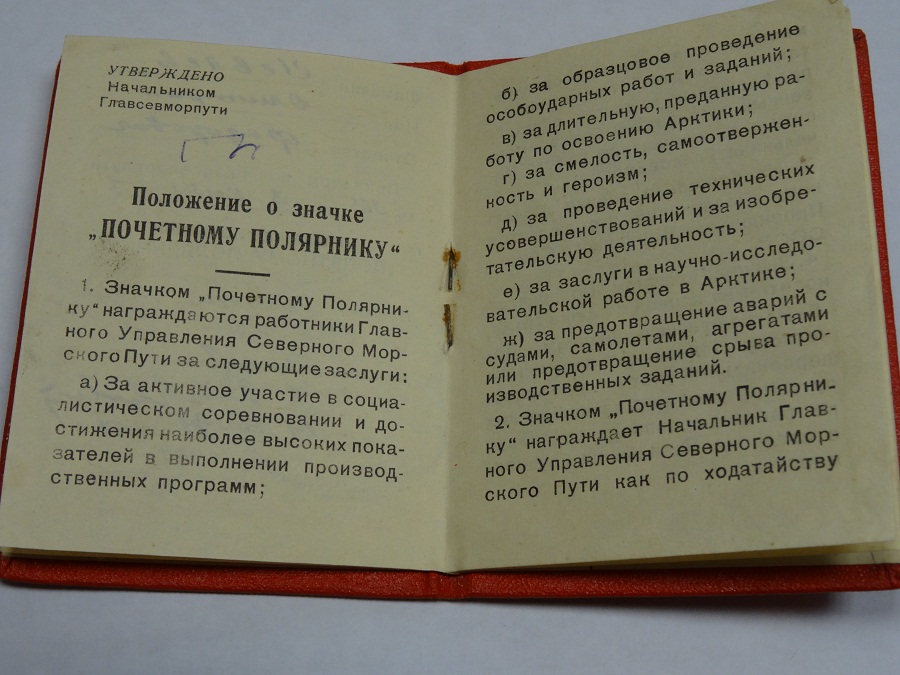 УТВЕРЖДЕНО
Начальником
Главсевморпути
Положение о значке
„ПОЧЕТНОМУ ПОЛЯРНИКУ“
1. Значком „Почетному Полярни-
ку“ награждаются работники Глав-
ного Управления Северного Мор-
ского Пути за следующие заслуги:
а) За активное участие в социа-
листическом соревновании и до-
стижения наиболее высоких пока-
зателей в выполнении производ-
ственных программ;
б) за образцовое проведение
особоударных работ и заданий;
в) за длительную, преданную ра-
боту по освоению Арктики;
г) за смелость, самоотвержен-
ность и героизм;
д) за проведение технических
усовершенствований и за изобре-
тательскую деятельность;
е) за заслуги в научно-исследо-
вательской работе в Арктике;
ж) за предотвращение аварий с
судами, самолетами, агрегатами
или предотвращение срыва про-
изводственных заданий.
2. Значком „Почетному Полярни-
ку“ награждает Начальник Глав-
ного Управления Северного Мор-
ского Пути как по ходатайству